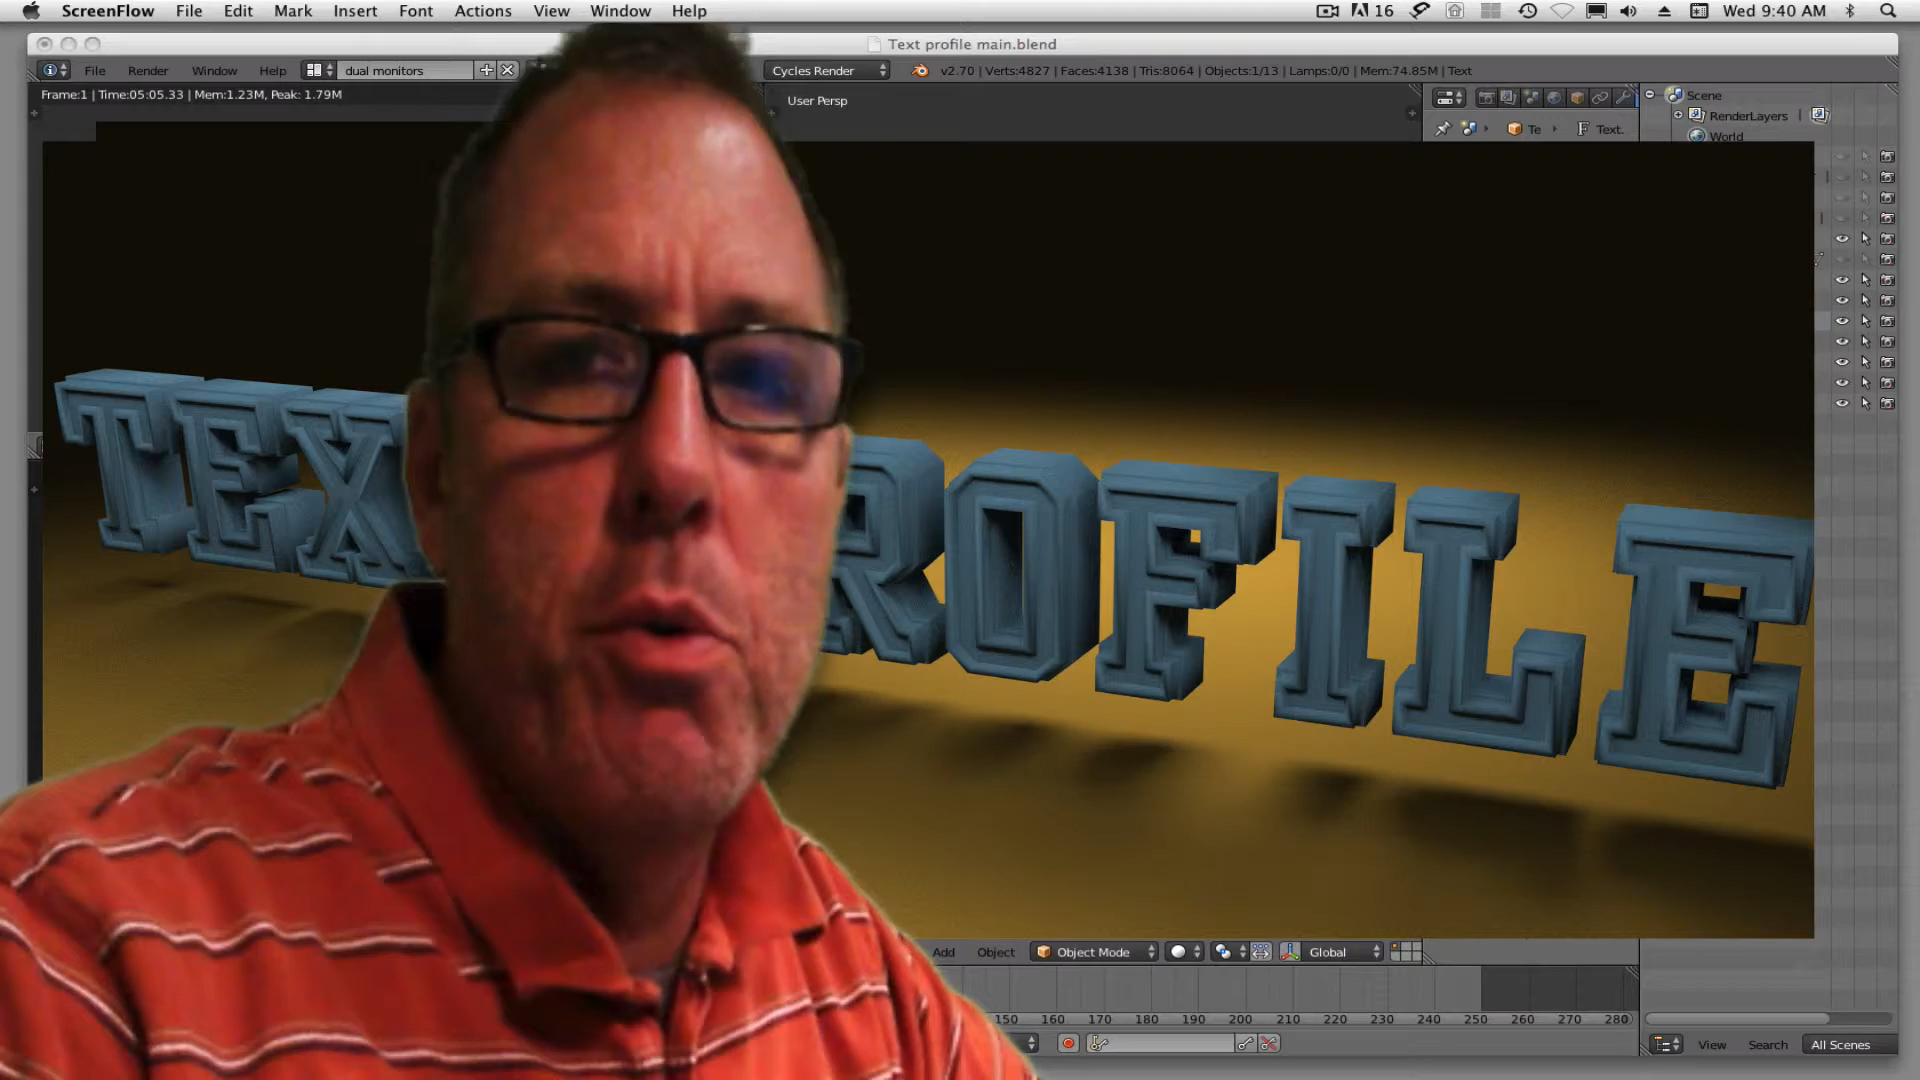 ScreenFlow File Edit Mark Insert Font Actions View Window Help 16 Wed 9:40 AM
Text profile main.blend
File Render Window Help dual monitors Cycles Render v2.70 | Verts:4827 | Faces:4138 | Tris:8064 | Objects:1/13 | Lamps:0/0 | Mem:74.85M | Text
Frame:1 | Time:05:05.33 | Mem:1.23M, Peak: 1.79M
User Persp
Scene
RenderLayers
World
Te
Text.
TEX ROFILE
Add Object Object Mode Global
150 160 170 180 190 200 210 220 230 240 250 260 270 280
View Search All Scenes